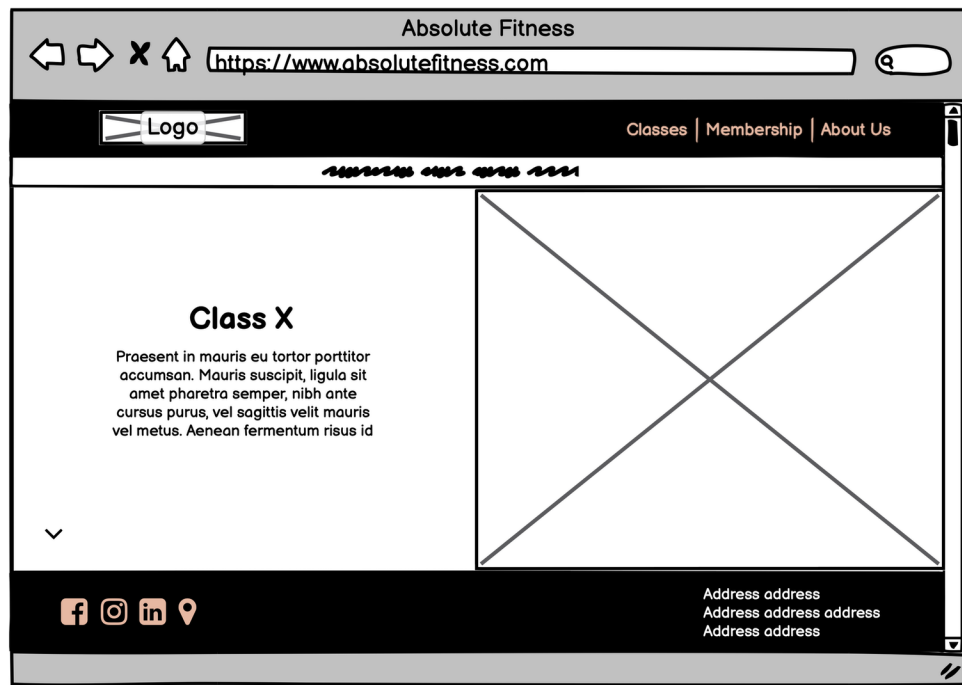 Absolute Fitness
https://www.absolutefitness.com
Logo
Classes | Membership | About Us
Class X
Praesent in mauris eu tortor porttitor
accumsan. Mauris suscipit, ligula sit
amet pharetra semper, nibh ante
cursus purus, vel sagittis velit mauris
vel metus. Aenean fermentum risus id
Address address
Address address address
Address address